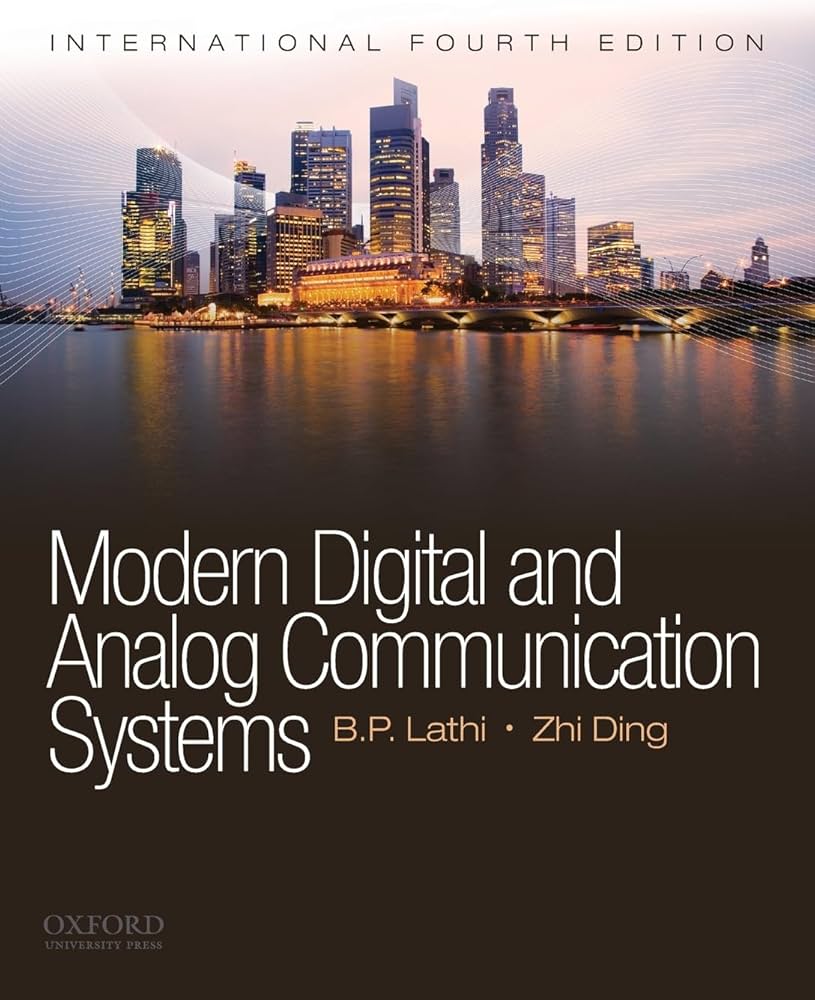 INTERNATIONAL FOURTH EDITION
Modern Digital and
Analog Communication
Systems
B.P. Lathi • Zhi Ding
OXFORD
UNIVERSITY PRESS